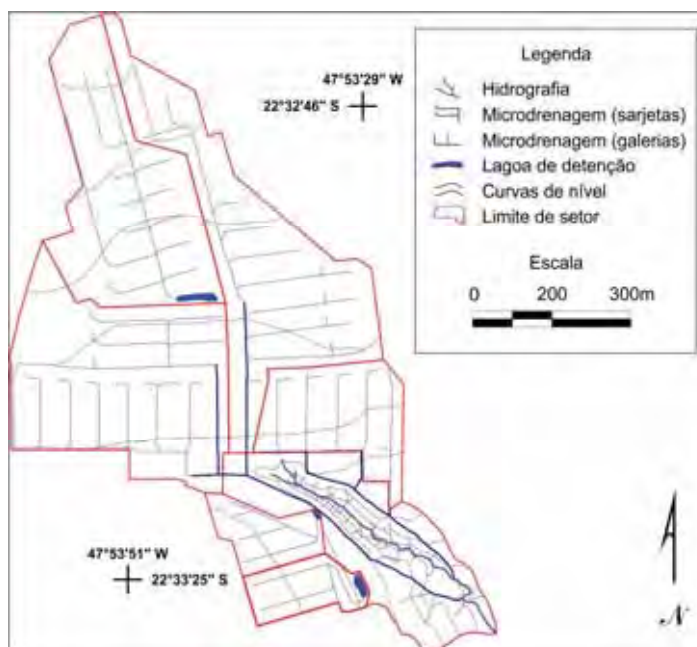 47°53'29" W
22°32'46" S
Legenda
Hidrografia
Microdrenagem (sarjetas)
Microdrenagem (galerias)
Lagoa de detenção
Curvas de nível
Limite de setor
Escala
0 200 300m
47°53'51" W
22°33'25" S
N